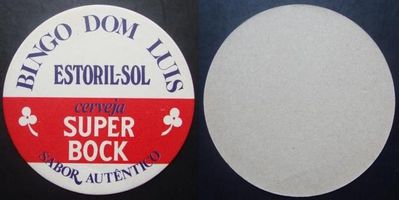 BINGO DOM LUIS
ESTORIL-SOL
cerveja
SUPER
BOCK
SABOR AUTÊNTICO